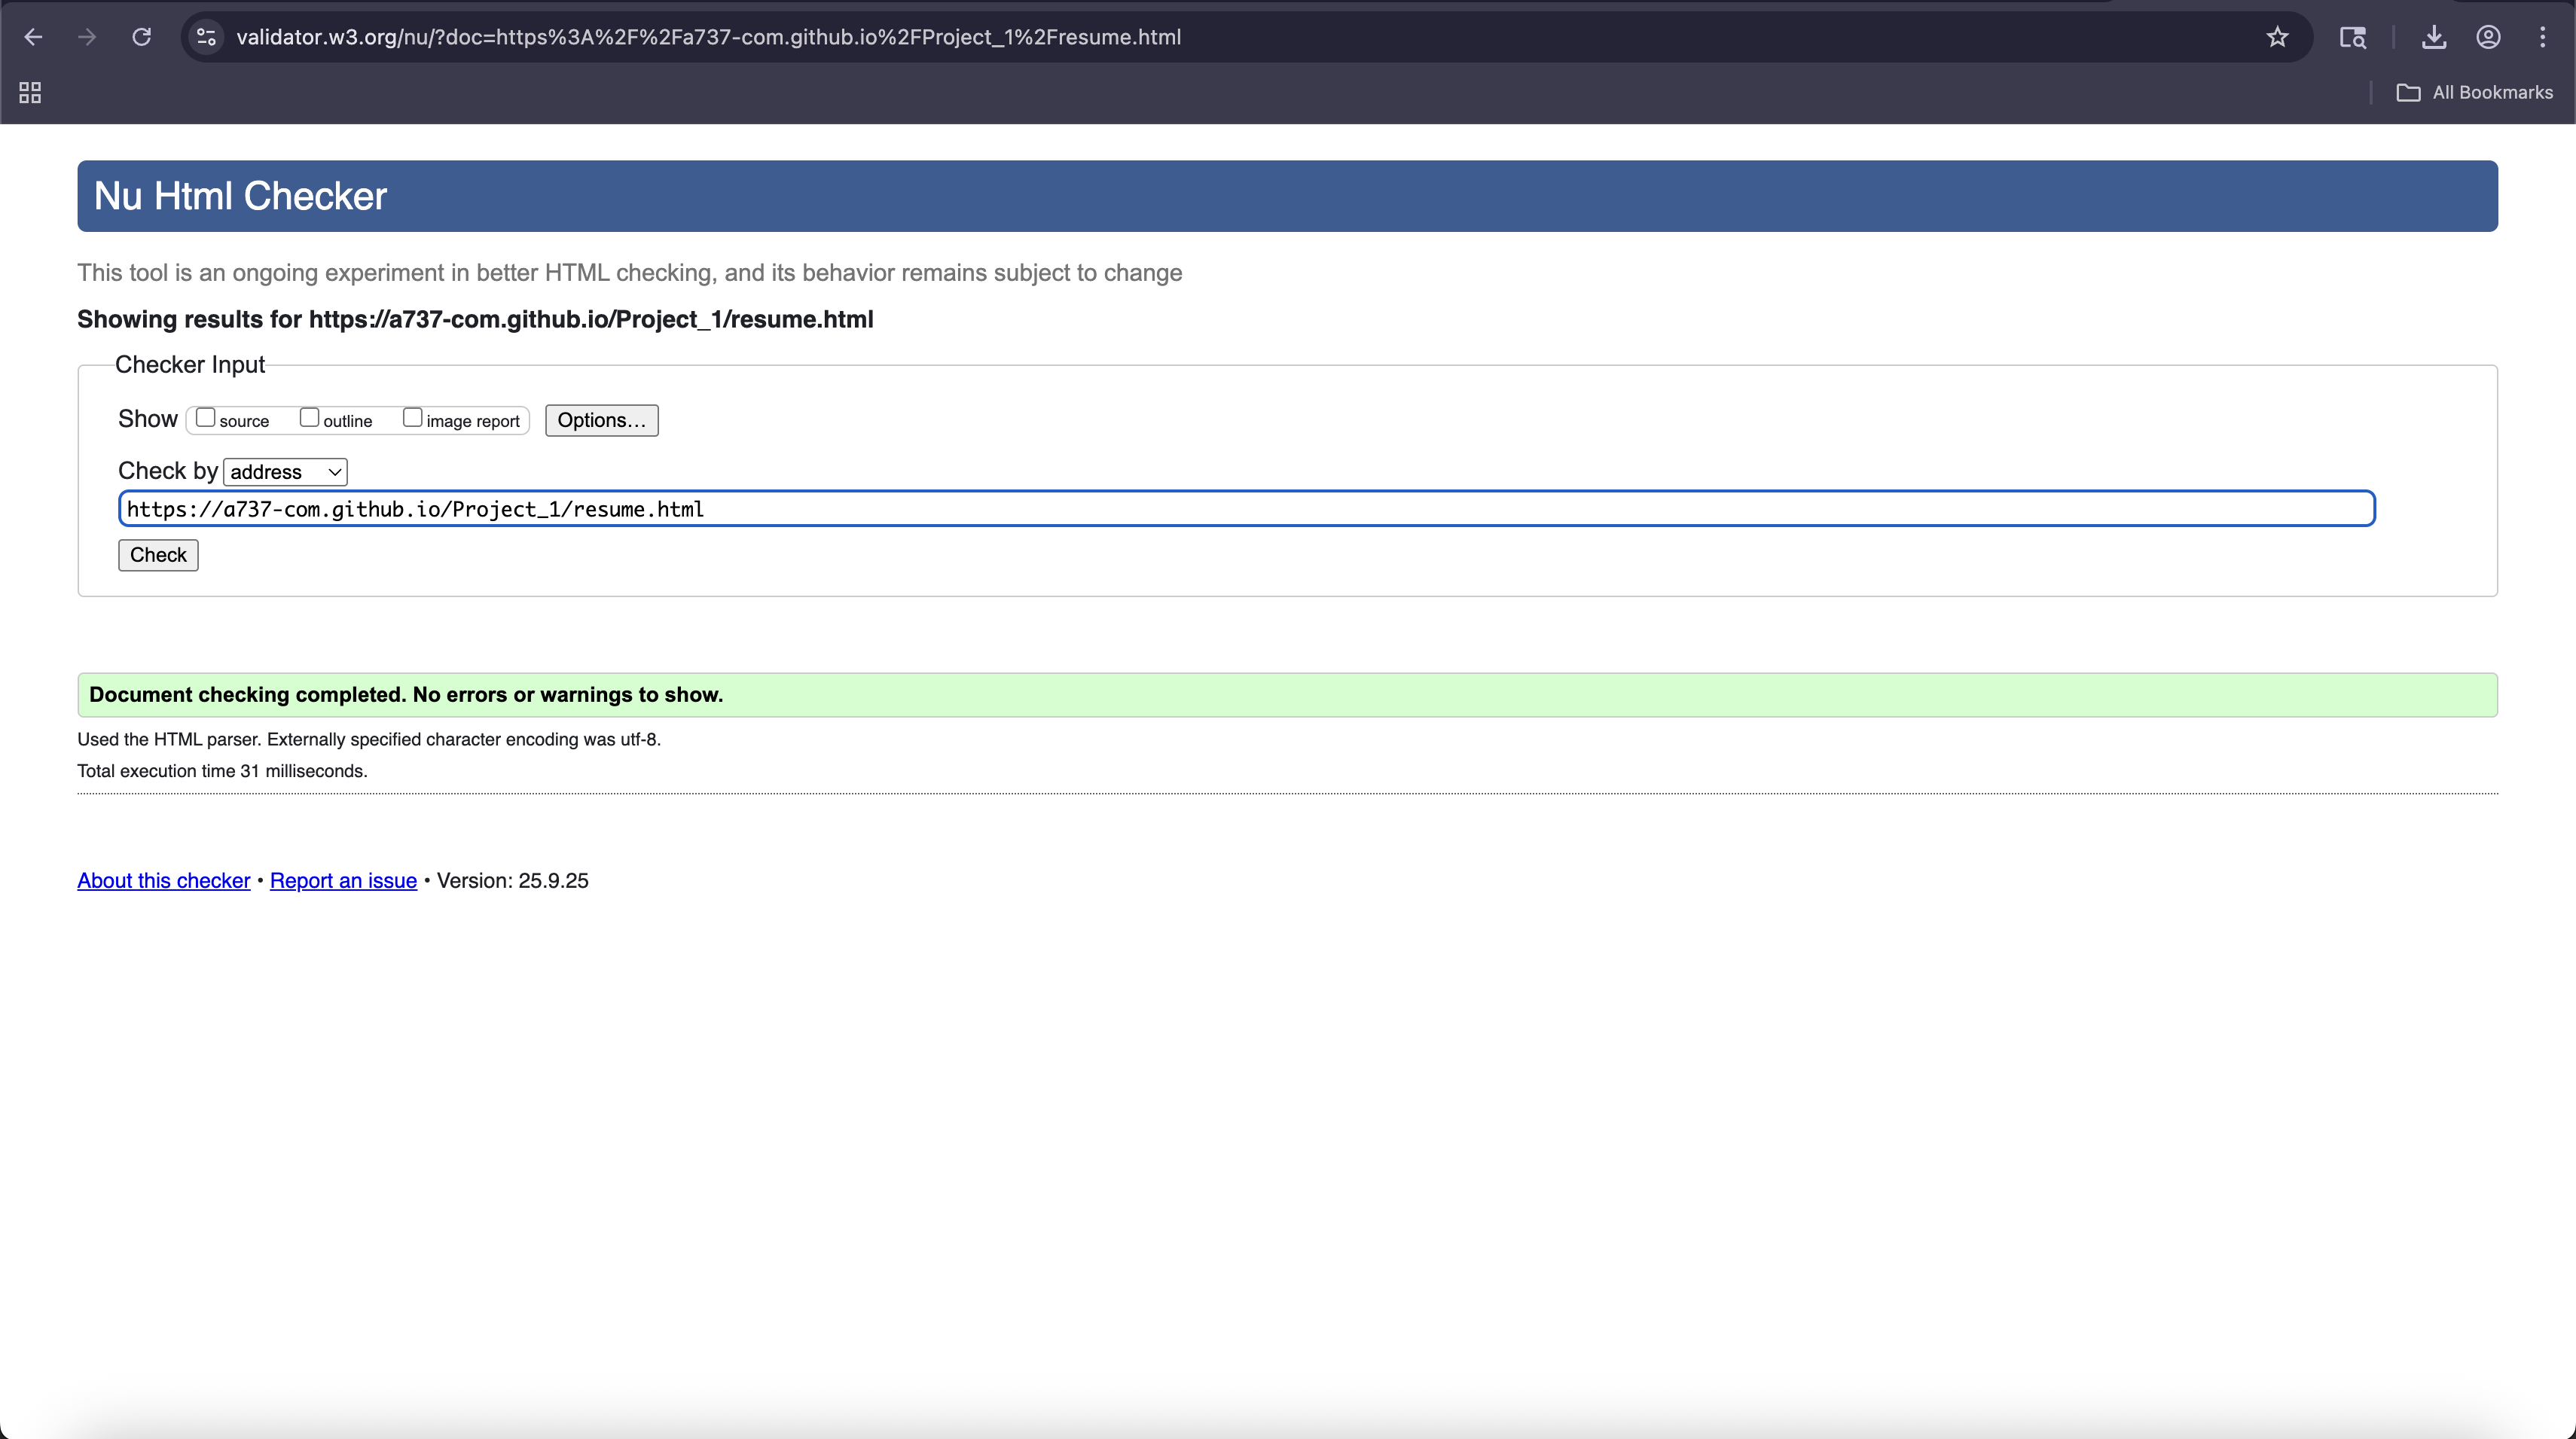 validator.w3.org/nu/?doc=https%3A%2F%2Fa737-com.github.io%2FProject_1%2Fresume.html
All Bookmarks
Nu Html Checker
This tool is an ongoing experiment in better HTML checking, and its behavior remains subject to change
Showing results for https://a737-com.github.io/Project_1/resume.html
Checker Input
Show source outline image report Options…
Check by address
https://a737-com.github.io/Project_1/resume.html
Check
Document checking completed. No errors or warnings to show.
Used the HTML parser. Externally specified character encoding was utf-8.
Total execution time 31 milliseconds.
About this checker • Report an issue • Version: 25.9.25